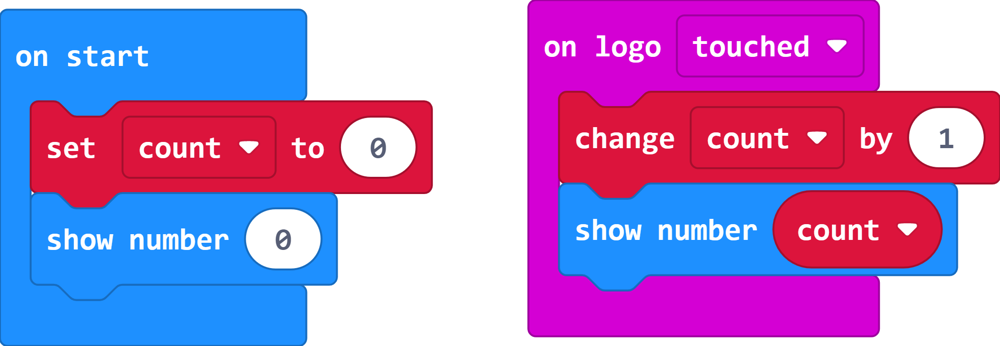 on start
set count to 0
show number 0
on logo touched
change count by 1
show number count